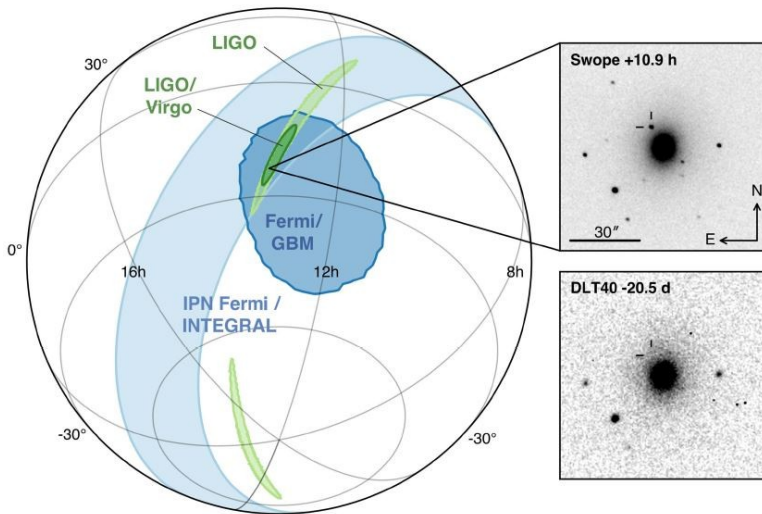 LIGO
LIGO/
Virgo
Fermi/
GBM
IPN Fermi /
INTEGRAL
30°
0°
-30°
-30°
16h
12h
8h
Swope +10.9 h
30"
N
E
DLT40 -20.5 d